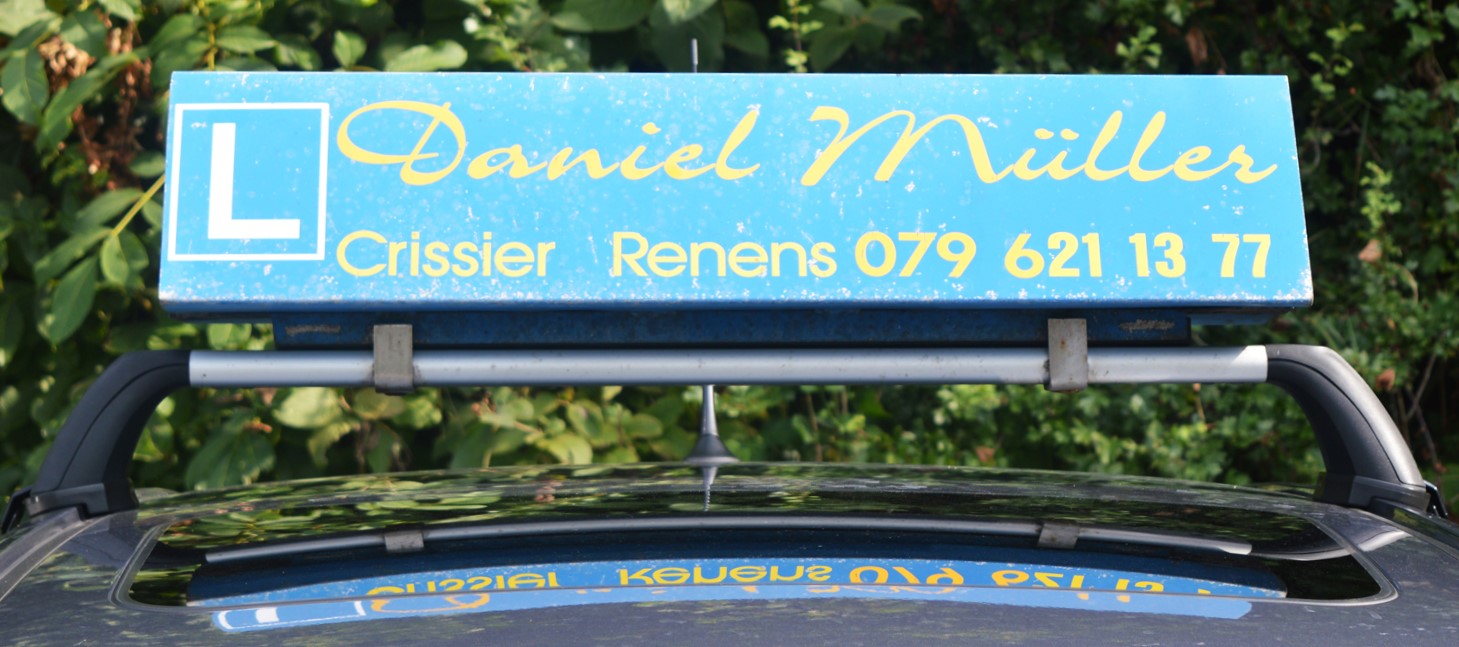 L
Daniel Müller
Crissier Renens 079 621 13 77